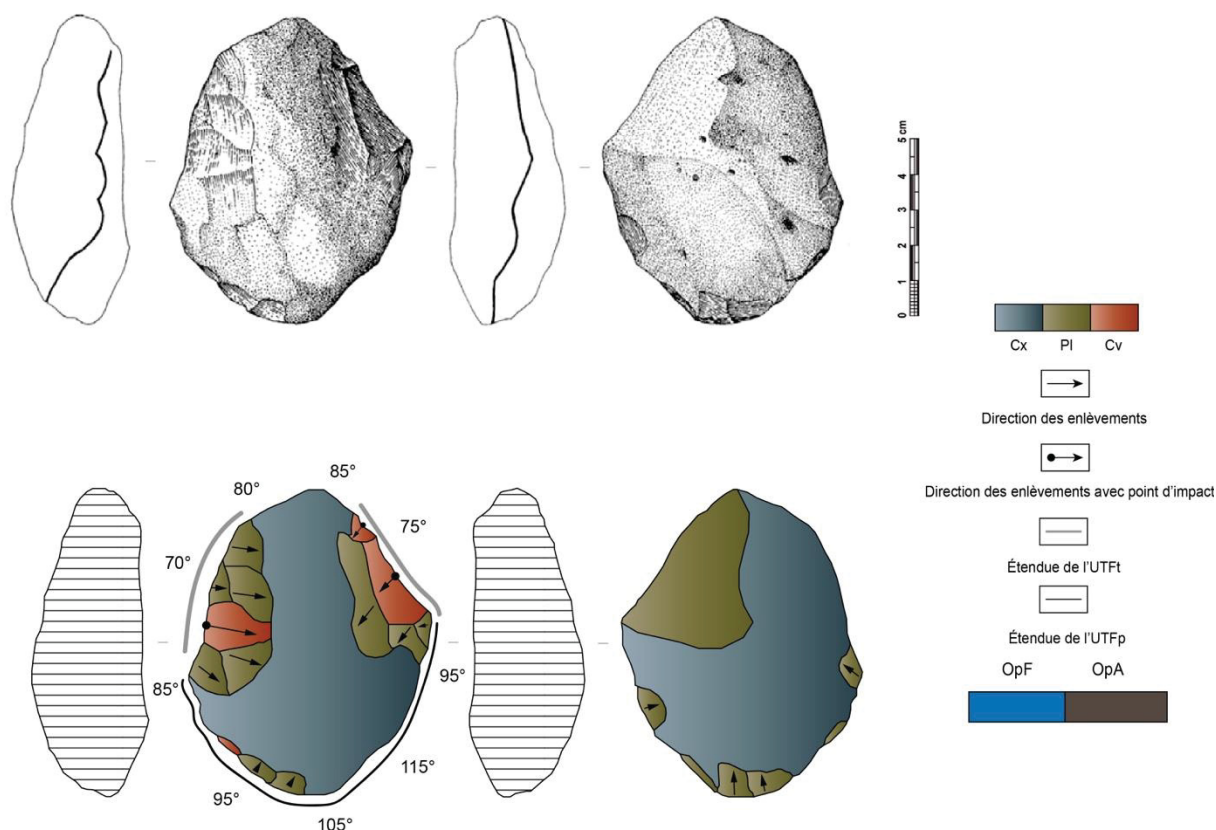 5 cm
4
3
2
1
0
Cx Pl Cv
Direction des enlèvements
Direction des enlèvements avec point d'impact
Étendue de l'UTFt
Étendue de l'UTFp
OpF OpA
85°
80°
75°
70°
85°
95°
115°
95°
105°